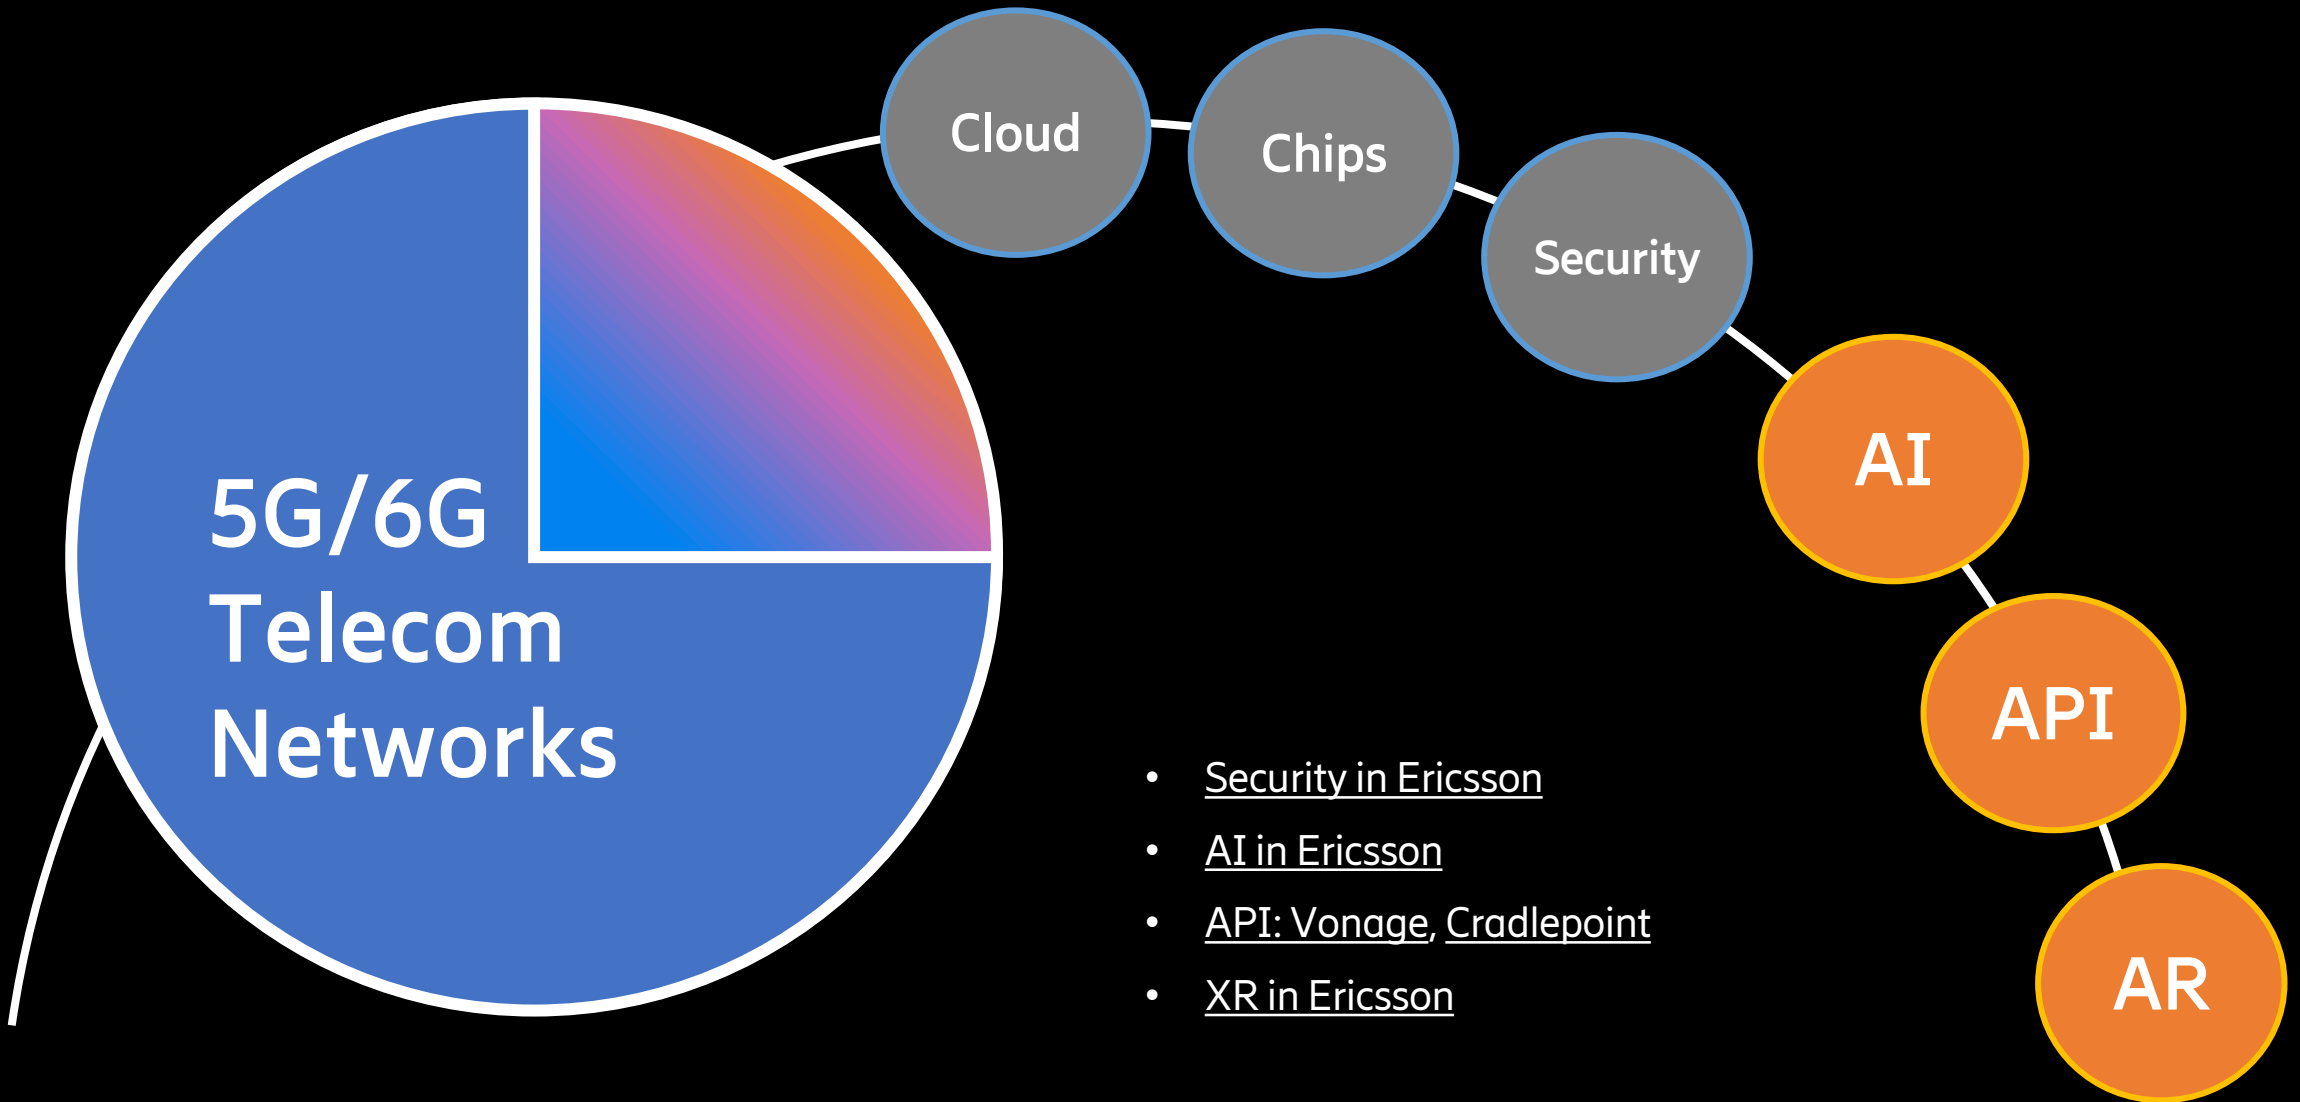 Cloud
Chips
Security
AI
API
AR
5G/6G
Telecom
Networks
• Security in Ericsson
• AI in Ericsson
• API: Vonage, Cradlepoint
• XR in Ericsson